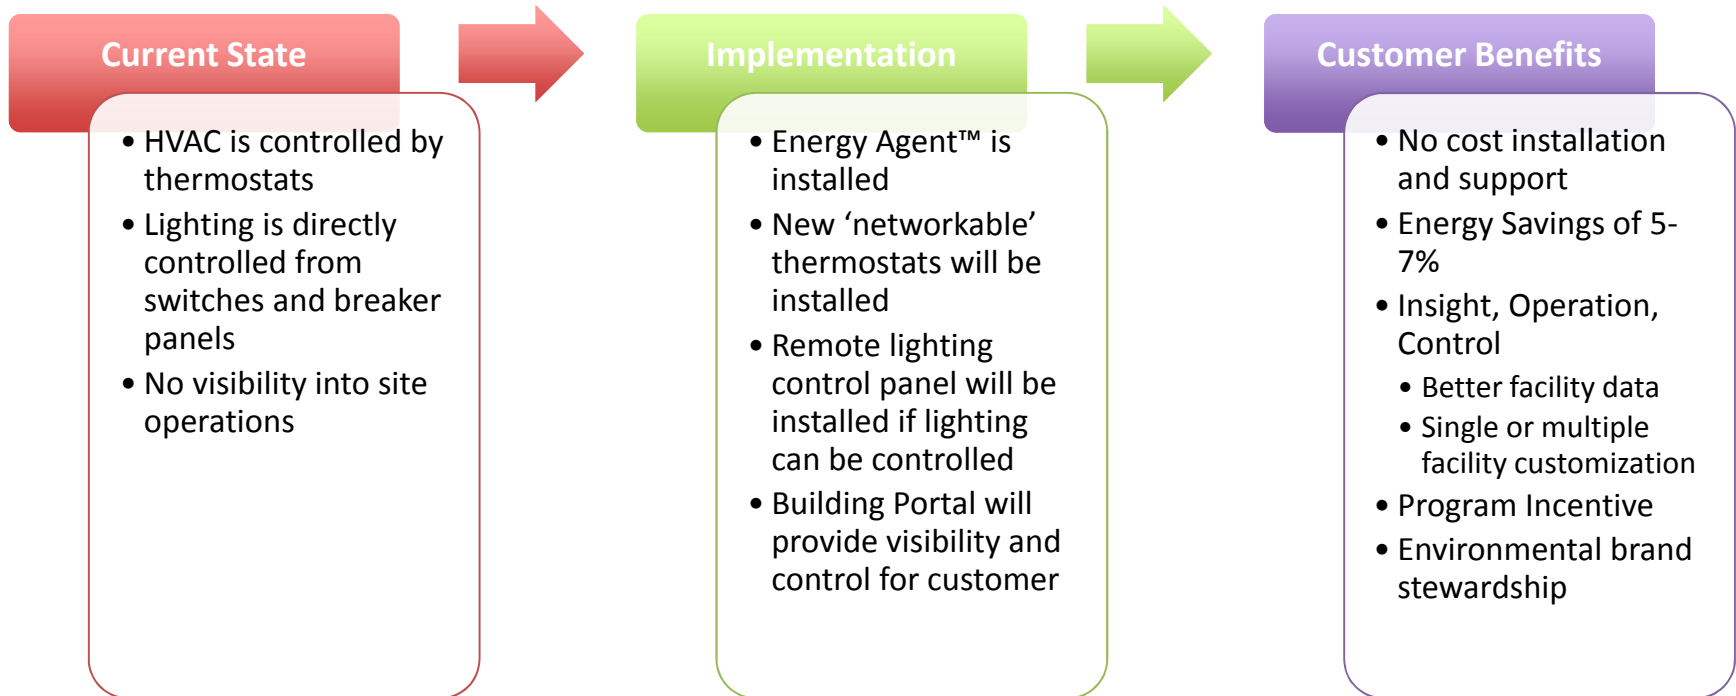 Current State
• HVAC is controlled by
thermostats
• Lighting is directly
controlled from
switches and breaker
panels
• No visibility into site
operations
Implementation
• Energy Agent™ is
installed
• New ‘networkable’
thermostats will be
installed
• Remote lighting
control panel will be
installed if lighting
can be controlled
• Building Portal will
provide visibility and
control for customer
Customer Benefits
• No cost installation
and support
• Energy Savings of 5-
7%
• Insight, Operation,
Control
• Better facility data
• Single or multiple
facility customization
• Program Incentive
• Environmental brand
stewardship